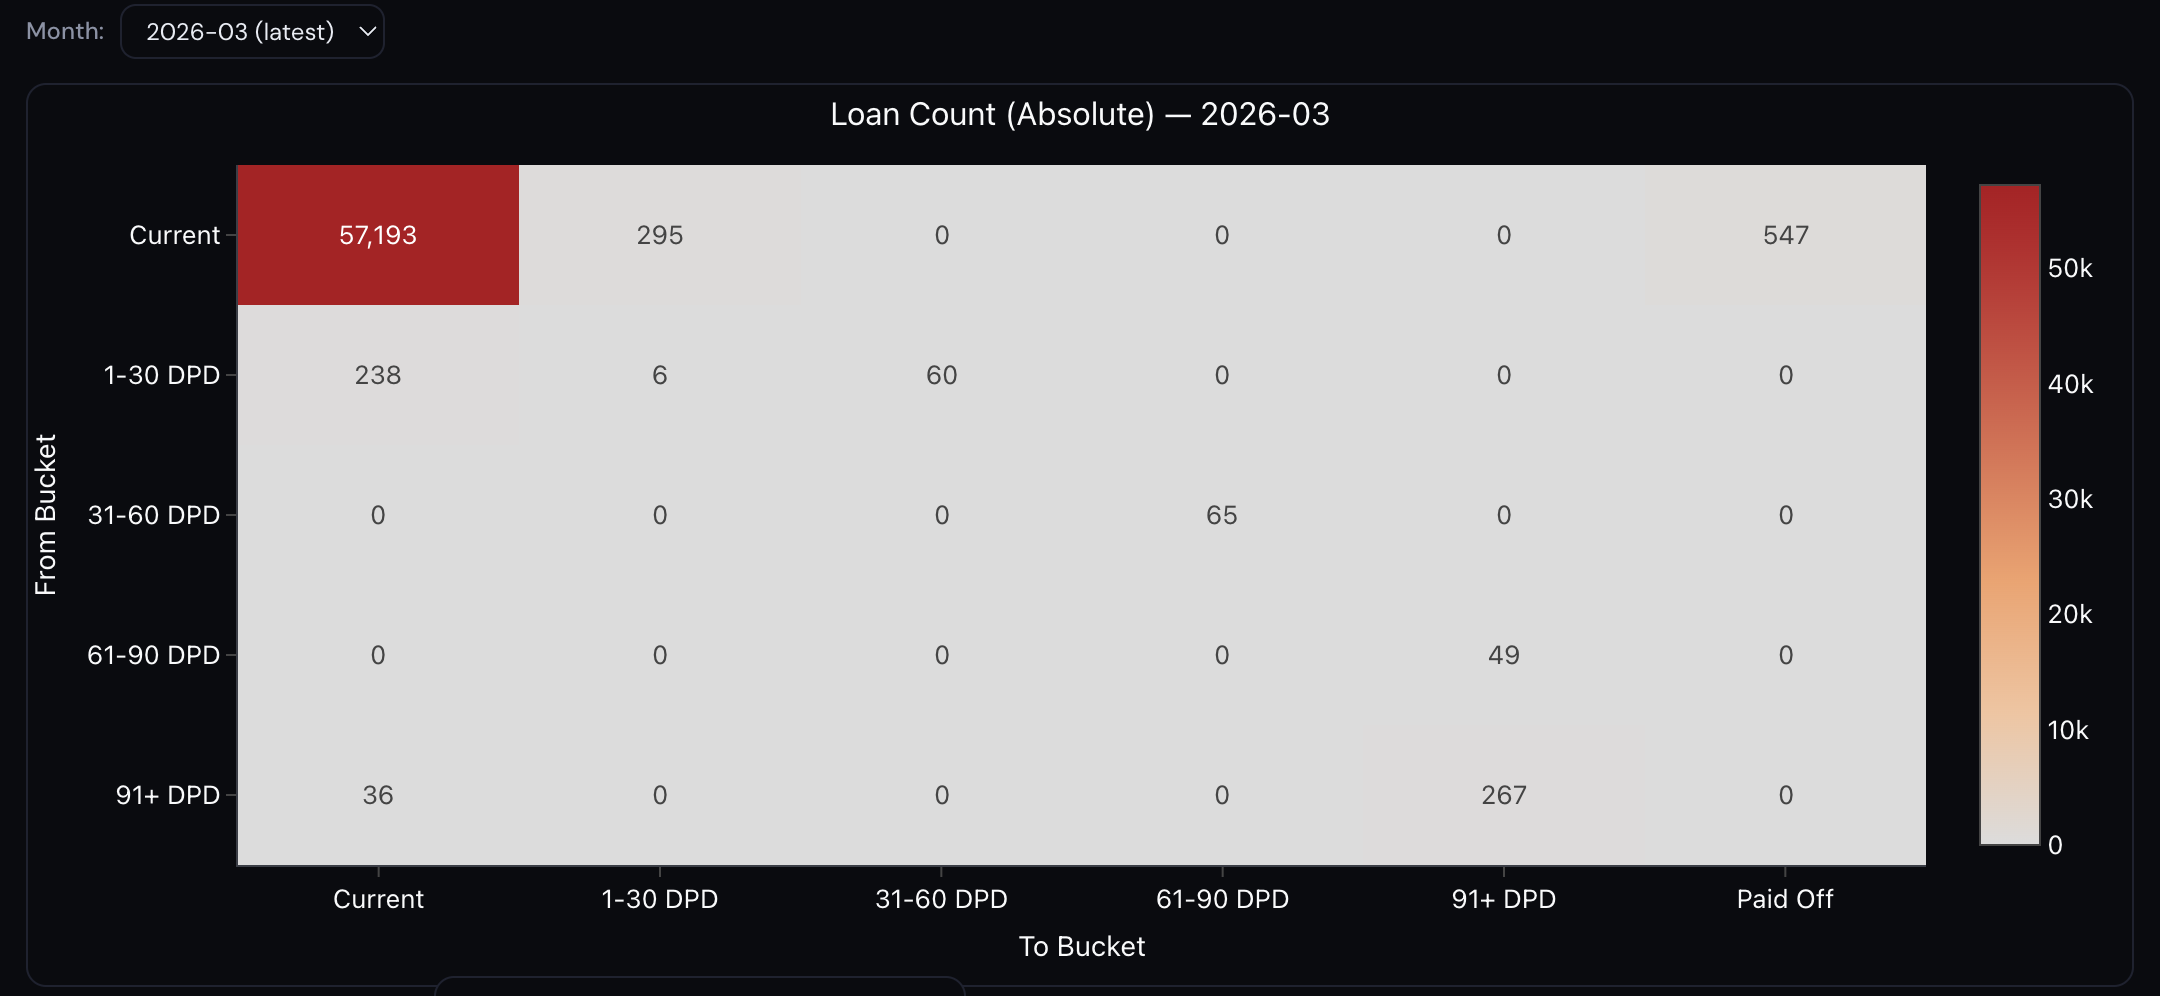 Month: 2026-03 (latest)
Loan Count (Absolute) — 2026-03
Current 57,193 295 0 0 0 547
1-30 DPD 238 6 60 0 0 0
31-60 DPD 0 0 0 65 0 0
61-90 DPD 0 0 0 0 49 0
91+ DPD 36 0 0 0 267 0
From Bucket
Current 1-30 DPD 31-60 DPD 61-90 DPD 91+ DPD Paid Off
To Bucket
50k
40k
30k
20k
10k
0